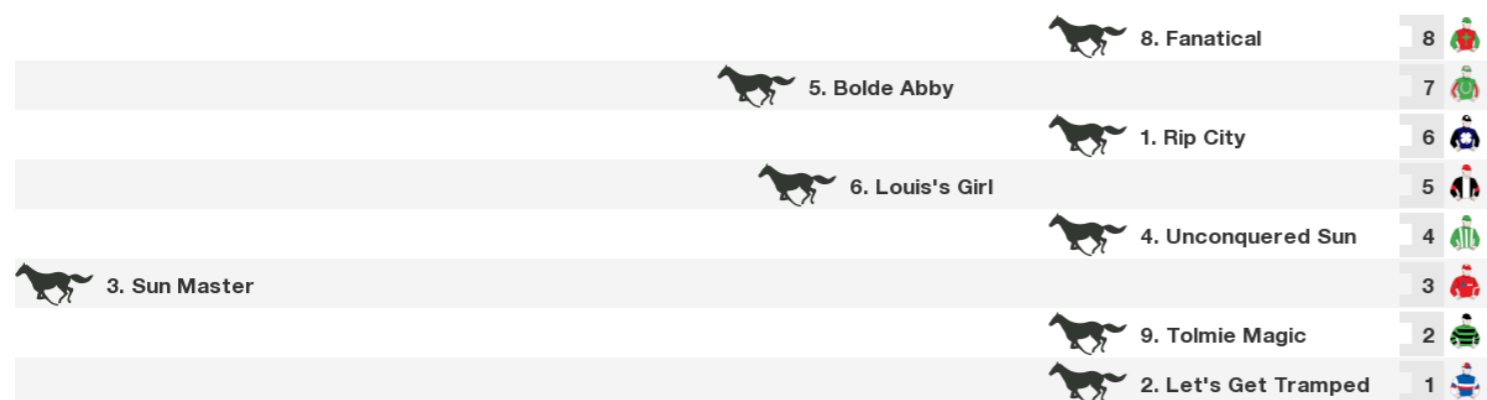 8. Fanatical 8
5. Bolde Abby 7
1. Rip City 6
6. Louis's Girl 5
4. Unconquered Sun 4
3. Sun Master 3
9. Tolmie Magic 2
2. Let's Get Tramped 1